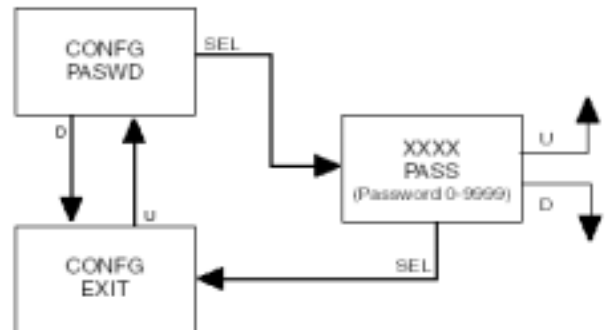 CONFG
PASWD
SEL
D
U
XXXX
PASS
(Password 0-9999)
U
D
CONFG
EXIT
SEL